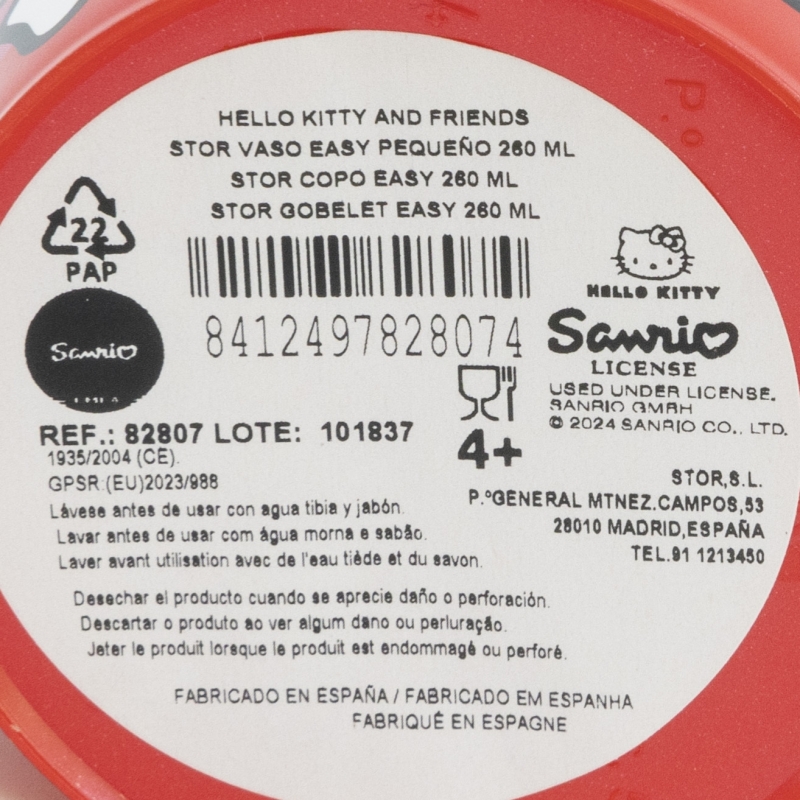 HELLO KITTY AND FRIENDS
STOR VASO EASY PEQUEÑO 260 ML
STOR COPO EASY 260 ML
STOR GOBELET EASY 260 ML
22
PAP
8412497828074
HELLO KITTY
Sanrio
Sanrio
LICENSE
USED UNDER LICENSE.
SANRIO GMBH
© 2024 SANRIO CO., LTD.
REF.: 82807 LOTE: 101837
4+
1935/2004 (CE).
GPSR:(EU)2023/988
STOR,S.L.
P.ºGENERAL MTNEZ.CAMPOS,53
28010 MADRID,ESPAÑA
TEL.91 1213450
Lávese antes de usar con agua tibia y jabón.
Lavar antes de usar com água morna e sabão.
Laver avant utilisation avec de l'eau tiède et du savon.
Desechar el producto cuando se aprecie daño o perforación.
Descartar o produto ao ver algum dano ou perluração.
Jeter le produit lorsque le produit est endommagé ou perforé.
FABRICADO EN ESPAÑA / FABRICADO EM ESPANHA
FABRIQUÉ EN ESPAGNE